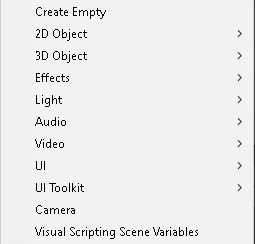 Create Empty
2D Object
3D Object
Effects
Light
Audio
Video
UI
UI Toolkit
Camera
Visual Scripting Scene Variables